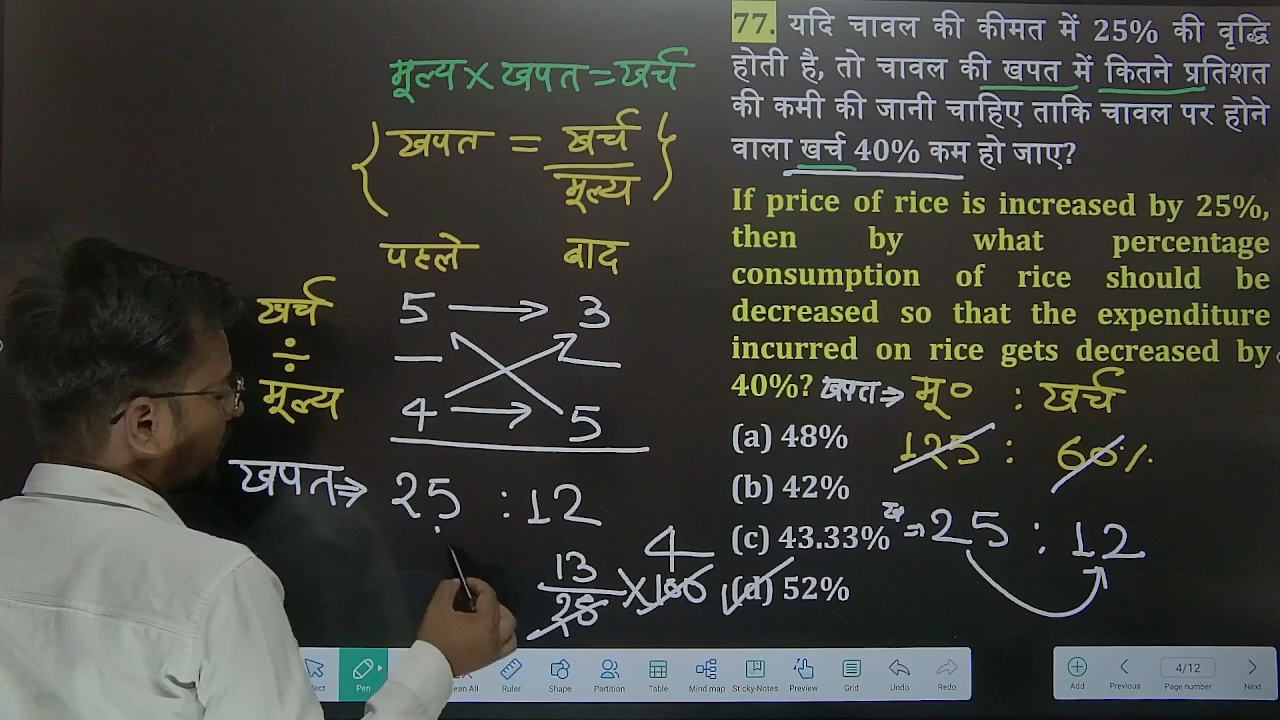 मूल्य × खपत = खर्च
{ खपत = खर्च / मूल्य }
पहले बाद
खर्च 5 → 3
÷
मूल्य 4 → 5
खपत ⇒ 25 : 12
13/25 × 100 4
77. यदि चावल की कीमत में 25% की वृद्धि
होती है, तो चावल की खपत में कितने प्रतिशत
की कमी की जानी चाहिए ताकि चावल पर होने
वाला खर्च 40% कम हो जाए?
If price of rice is increased by 25%,
then by what percentage
consumption of rice should be
decreased so that the expenditure
incurred on rice gets decreased by
40%? खपत ⇒ मू० : खर्च
(a) 48% 125 : 60%
(b) 42%
(c) 43.33% ⇒ 25 : 12
(d) 52%
Pen
Clean All
Ruler
Shape
Partition
Table
Mind map
Sticky-Notes
Preview
Grid
Undo
Redo
Add
Previous
4/12
Page number
Next